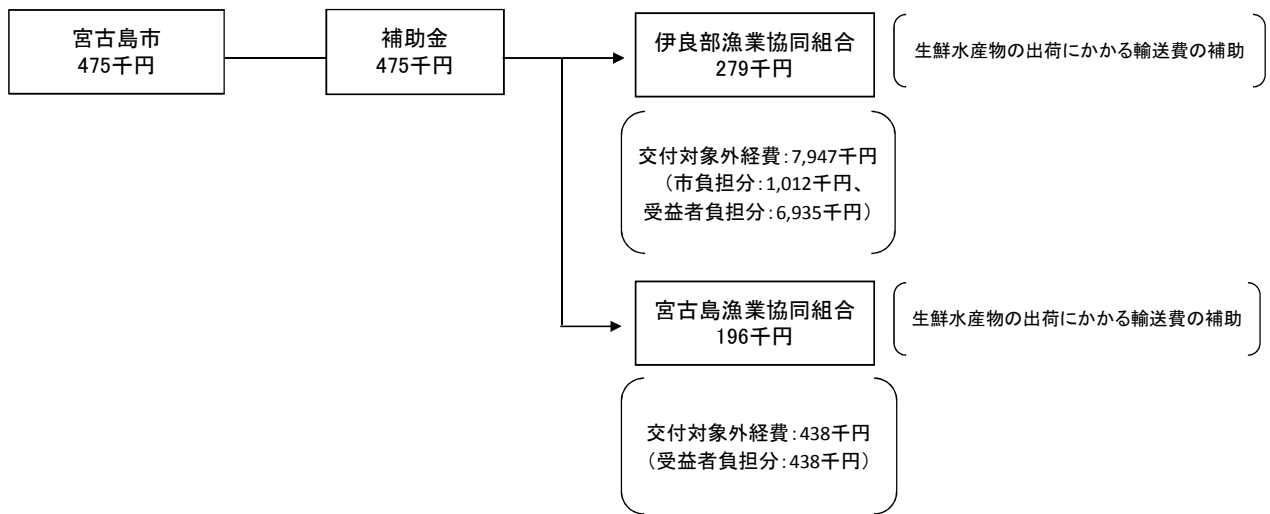 宮古島市
475千円
補助金
475千円
伊良部漁業協同組合
279千円
生鮮水産物の出荷にかかる輸送費の補助
交付対象外経費：7,947千円
（市負担分：1,012千円、
受益者負担分：6,935千円）
宮古島漁業協同組合
196千円
生鮮水産物の出荷にかかる輸送費の補助
交付対象外経費：438千円
（受益者負担分：438千円）